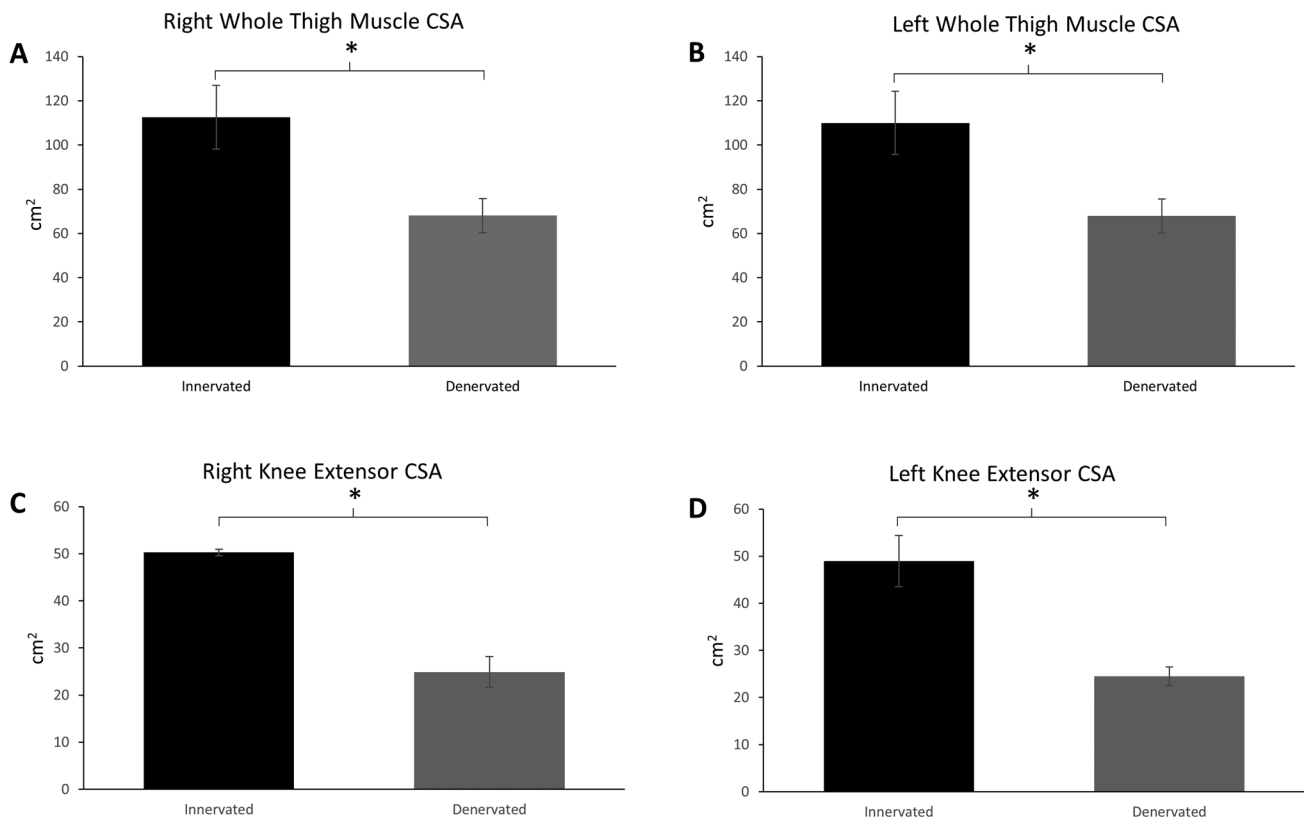 A
Right Whole Thigh Muscle CSA
*
140
120
100
80
60
40
20
0
cm²
Innervated
Denervated
B
Left Whole Thigh Muscle CSA
*
140
120
100
80
60
40
20
0
cm²
Innervated
Denervated
C
Right Knee Extensor CSA
*
60
50
40
30
20
10
0
cm²
Innervated
Denervated
D
Left Knee Extensor CSA
*
60
50
40
30
20
10
0
cm²
Innervated
Denervated